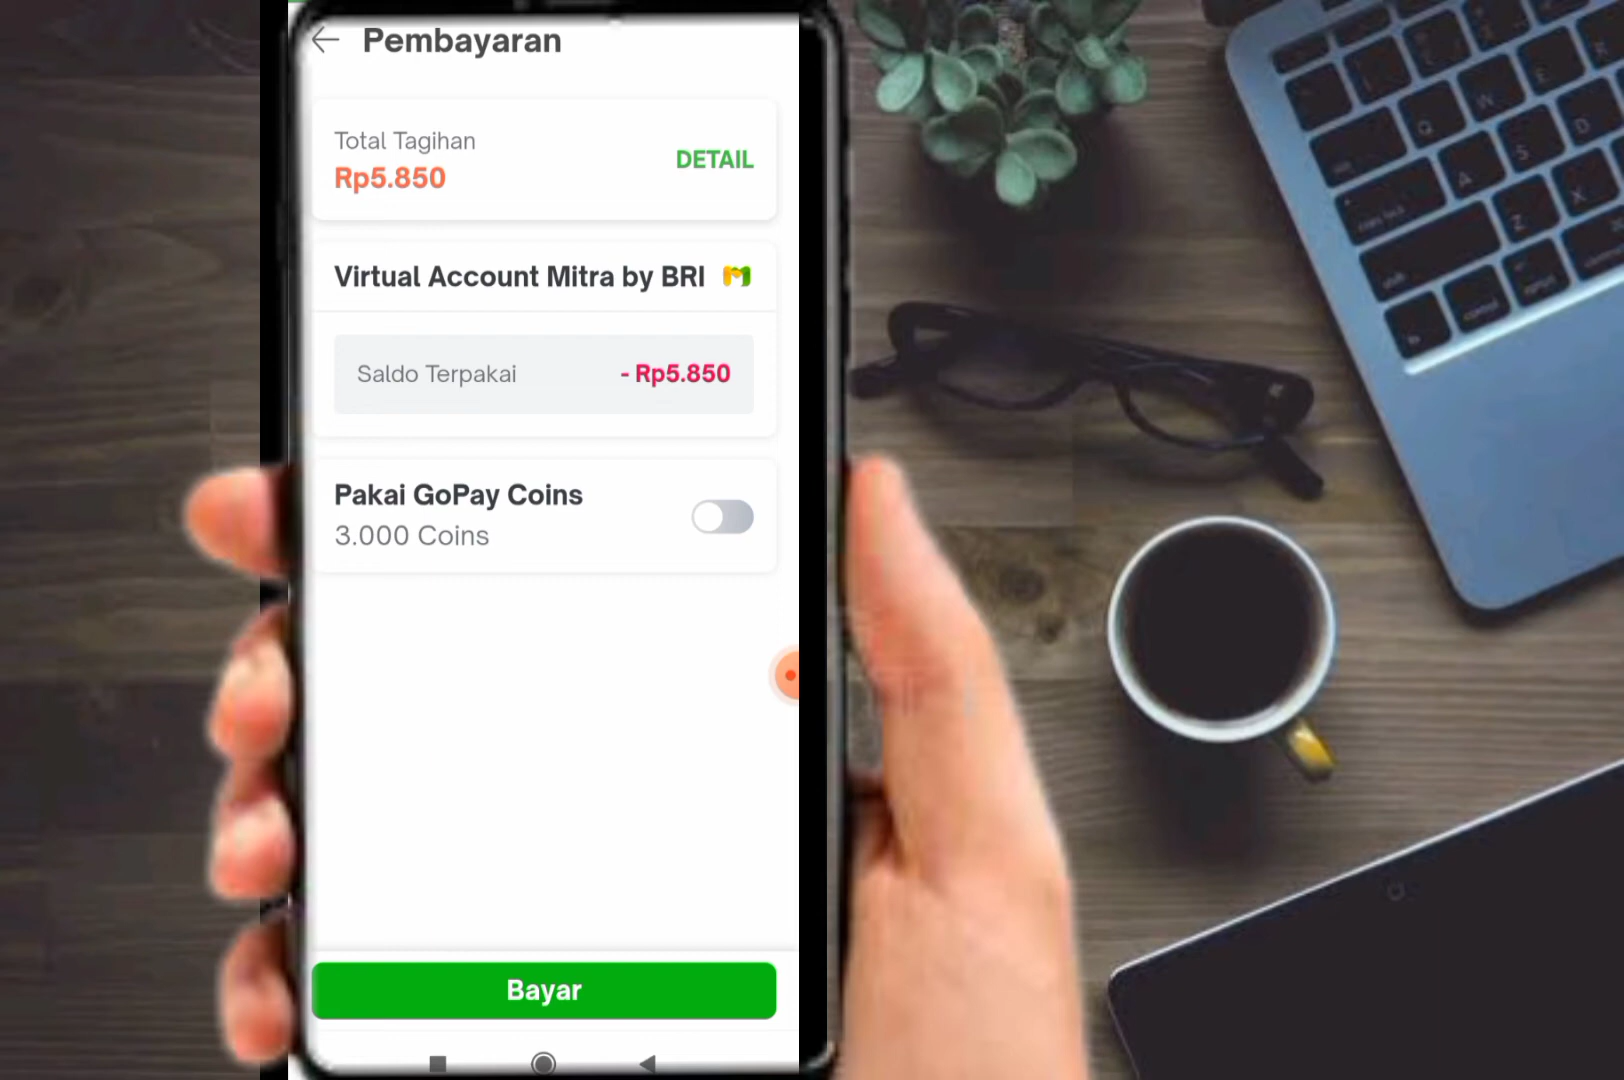 Pembayaran
Total Tagihan
Rp5.850
DETAIL
Virtual Account Mitra by BRI
Saldo Terpakai
- Rp5.850
Pakai GoPay Coins
3.000 Coins
Bayar